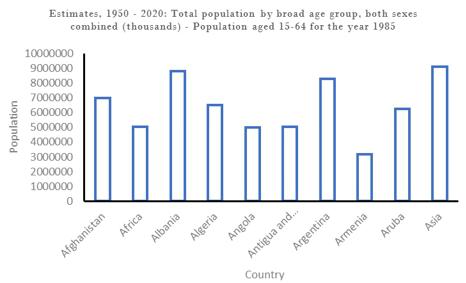 Estimates, 1950 - 2020: Total population by broad age group, both sexes
combined (thousands) - Population aged 15-64 for the year 1985
10000000
9000000
8000000
7000000
6000000
5000000
4000000
3000000
2000000
1000000
0
Population
Afghanistan
Africa
Albania
Algeria
Angola
Antigua and...
Argentina
Armenia
Aruba
Asia
Country